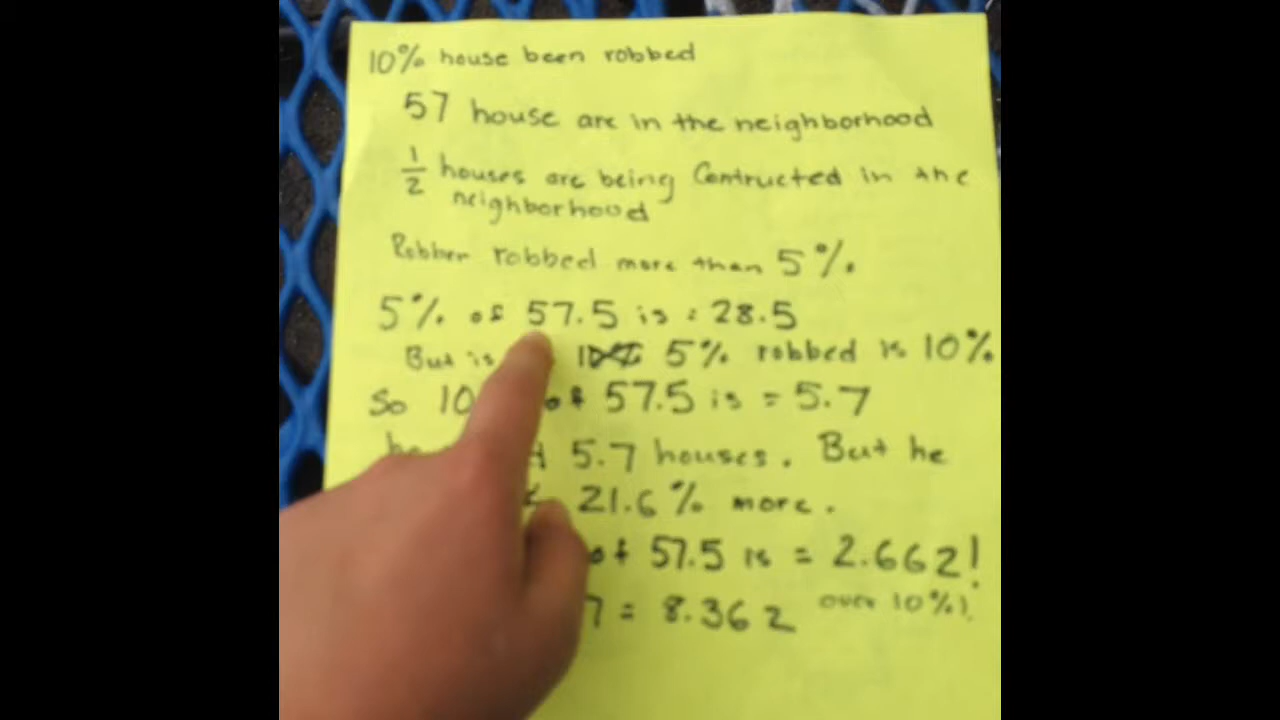 10% house been robbed
57 house are in the neighborhood
1/2 houses are being Contructed in the
neighborhood
Robber robbed more than 5%.
5% of 57.5 is = 28.5
But is 5% robbed is 10%
So 10 of 57.5 is = 5.7
5.7 houses. But he
21.6% more.
of 57.5 is = 2.662!
7 = 8.362 over 10%!